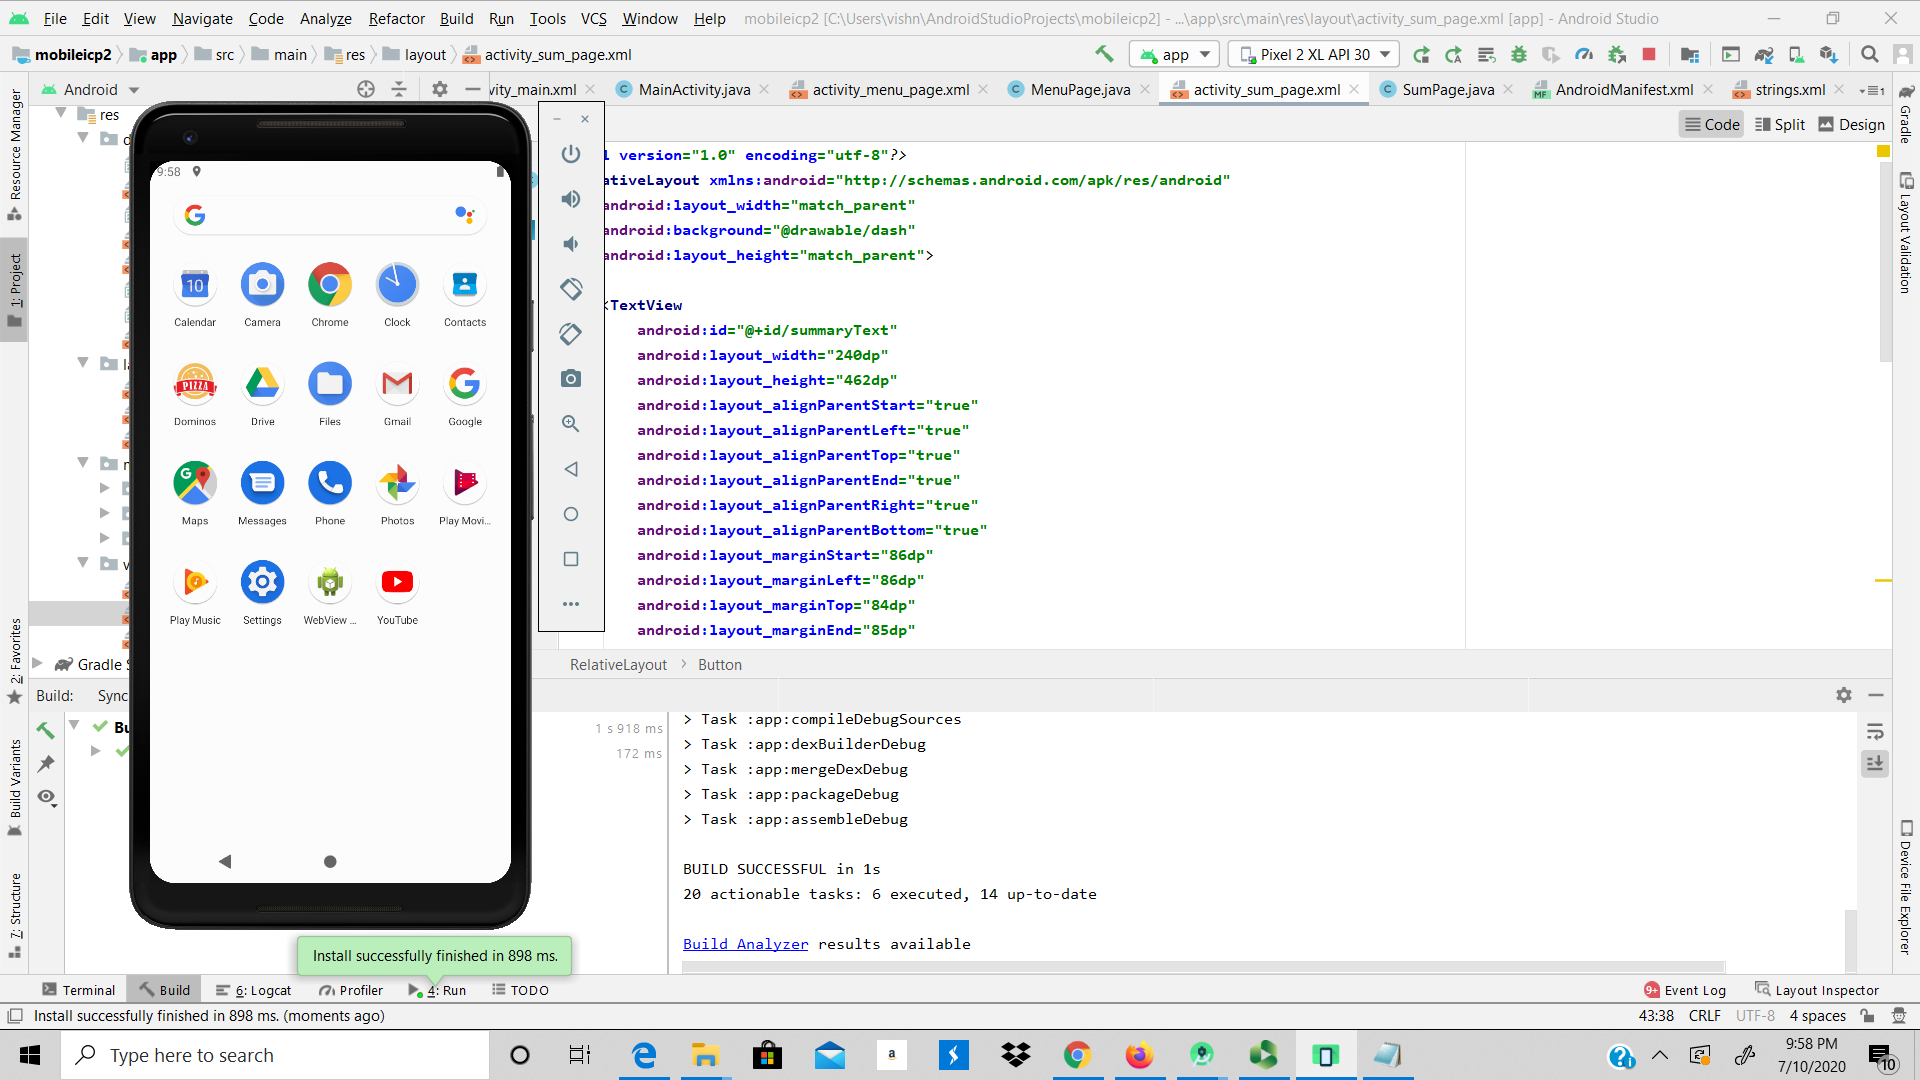 File Edit View Navigate Code Analyze Refactor Build Run Tools VCS Window Help mobileicp2 [C:\Users\vishn\AndroidStudioProjects\mobileicp2] - ...\app\src\main\res\layout\activity_sum_page.xml [app] - Android Studio
mobileicp2 app src main res layout activity_sum_page.xml app Pixel 2 XL API 30
Android vity_main.xml MainActivity.java activity_menu_page.xml MenuPage.java activity_sum_page.xml SumPage.java AndroidManifest.xml strings.xml
res
Code Split Design
version="1.0" encoding="utf-8"?>
ativeLayout xmlns:android="http://schemas.android.com/apk/res/android"
android:layout_width="match_parent"
android:background="@drawable/dash"
android:layout_height="match_parent">
<TextView
android:id="@+id/summaryText"
android:layout_width="240dp"
android:layout_height="462dp"
android:layout_alignParentStart="true"
android:layout_alignParentLeft="true"
android:layout_alignParentTop="true"
android:layout_alignParentEnd="true"
android:layout_alignParentRight="true"
android:layout_alignParentBottom="true"
android:layout_marginStart="86dp"
android:layout_marginLeft="86dp"
android:layout_marginTop="84dp"
android:layout_marginEnd="85dp"
RelativeLayout > Button
9:58
10
Calendar Camera Chrome Clock Contacts
PIZZA
Dominos Drive Files Gmail Google
Maps Messages Phone Photos Play Movi...
Play Music Settings WebView ... YouTube
Resource Manager
1: Project
2: Favorites
Build Variants
7: Structure
Gradle
Layout Validation
Device File Explorer
Gradle S
Build: Sync
Bu
1 s 918 ms
172 ms
> Task :app:compileDebugSources
> Task :app:dexBuilderDebug
> Task :app:mergeDexDebug
> Task :app:packageDebug
> Task :app:assembleDebug
BUILD SUCCESSFUL in 1s
20 actionable tasks: 6 executed, 14 up-to-date
Build Analyzer results available
Install successfully finished in 898 ms.
Terminal Build 6: Logcat Profiler 4: Run TODO 9+ Event Log Layout Inspector
Install successfully finished in 898 ms. (moments ago) 43:38 CRLF UTF-8 4 spaces
Type here to search
9:58 PM
7/10/2020
10